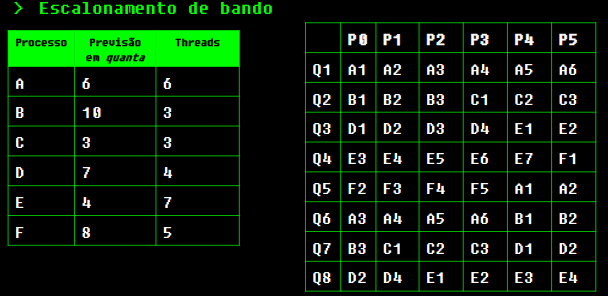 > Escalonamento de bando
Processo Previsão em quanta Threads
A 6 6
B 10 3
C 3 3
D 7 4
E 4 7
F 8 5
P0 P1 P2 P3 P4 P5
Q1 A1 A2 A3 A4 A5 A6
Q2 B1 B2 B3 C1 C2 C3
Q3 D1 D2 D3 D4 E1 E2
Q4 E3 E4 E5 E6 E7 F1
Q5 F2 F3 F4 F5 A1 A2
Q6 A3 A4 A5 A6 B1 B2
Q7 B3 C1 C2 C3 D1 D2
Q8 D2 D4 E1 E2 E3 E4